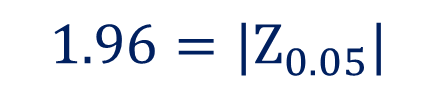 1.96 = |Z₀.₀₅|